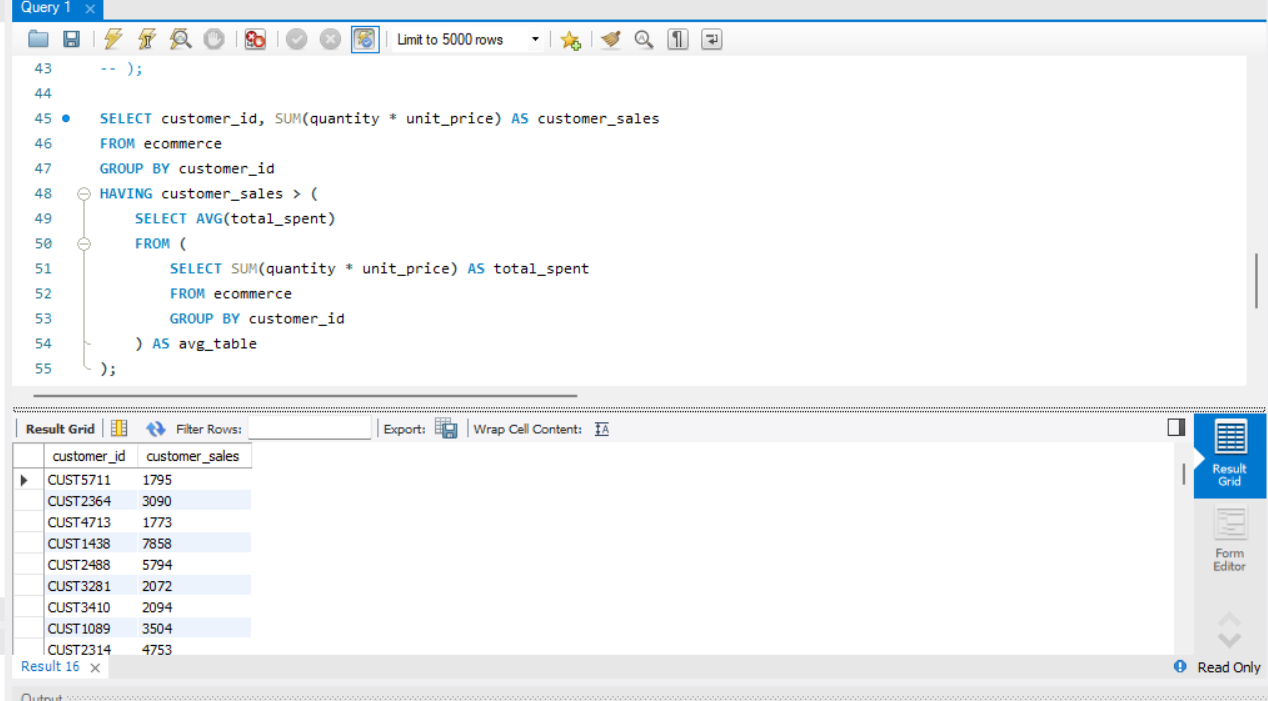 Query 1
Limit to 5000 rows
43 -- );
44
45 SELECT customer_id, SUM(quantity * unit_price) AS customer_sales
46 FROM ecommerce
47 GROUP BY customer_id
48 HAVING customer_sales > (
49 SELECT AVG(total_spent)
50 FROM (
51 SELECT SUM(quantity * unit_price) AS total_spent
52 FROM ecommerce
53 GROUP BY customer_id
54 ) AS avg_table
55 );
Result Grid Filter Rows: Export: Wrap Cell Content:
customer_id customer_sales
CUST5711 1795
CUST2364 3090
CUST4713 1773
CUST1438 7858
CUST2488 5794
CUST3281 2072
CUST3410 2094
CUST1089 3504
CUST2314 4753
Result Grid
Form Editor
Result 16 Read Only
Output